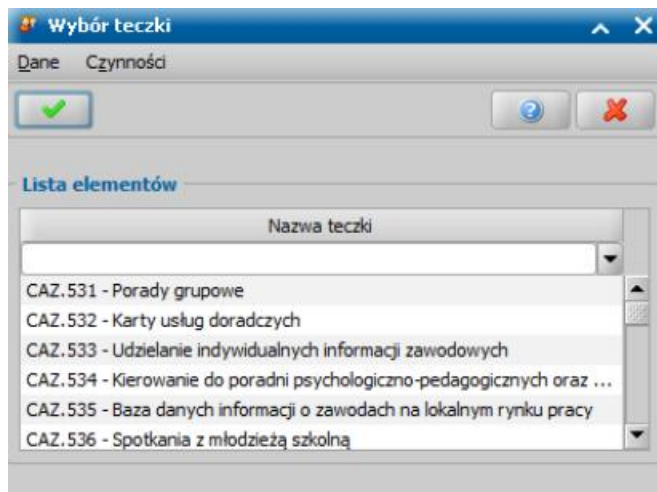 Wybór teczki
Dane Czynności
Lista elementów
Nazwa teczki
CAZ.531 - Porady grupowe
CAZ.532 - Karty usług doradczych
CAZ.533 - Udzielanie indywidualnych informacji zawodowych
CAZ.534 - Kierowanie do poradni psychologiczno-pedagogicznych oraz ...
CAZ.535 - Baza danych informacji o zawodach na lokalnym rynku pracy
CAZ.536 - Spotkania z młodzieżą szkolną